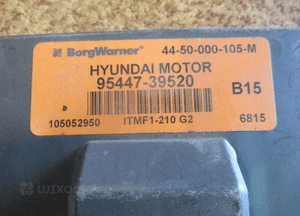 BorgWarner 44-50-000-105-M
HYUNDAI MOTOR
95447-39520 B15
105052950 ITMF1-210 G2 6815